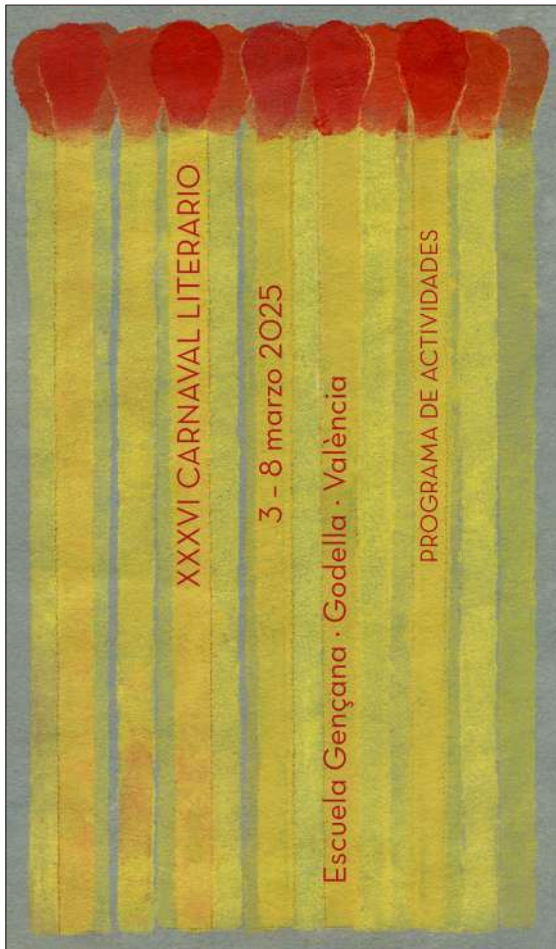 XXXVI CARNAVAL LITERARIO
3 - 8 marzo 2025
Escuela Gençana · Godella · València
PROGRAMA DE ACTIVIDADES